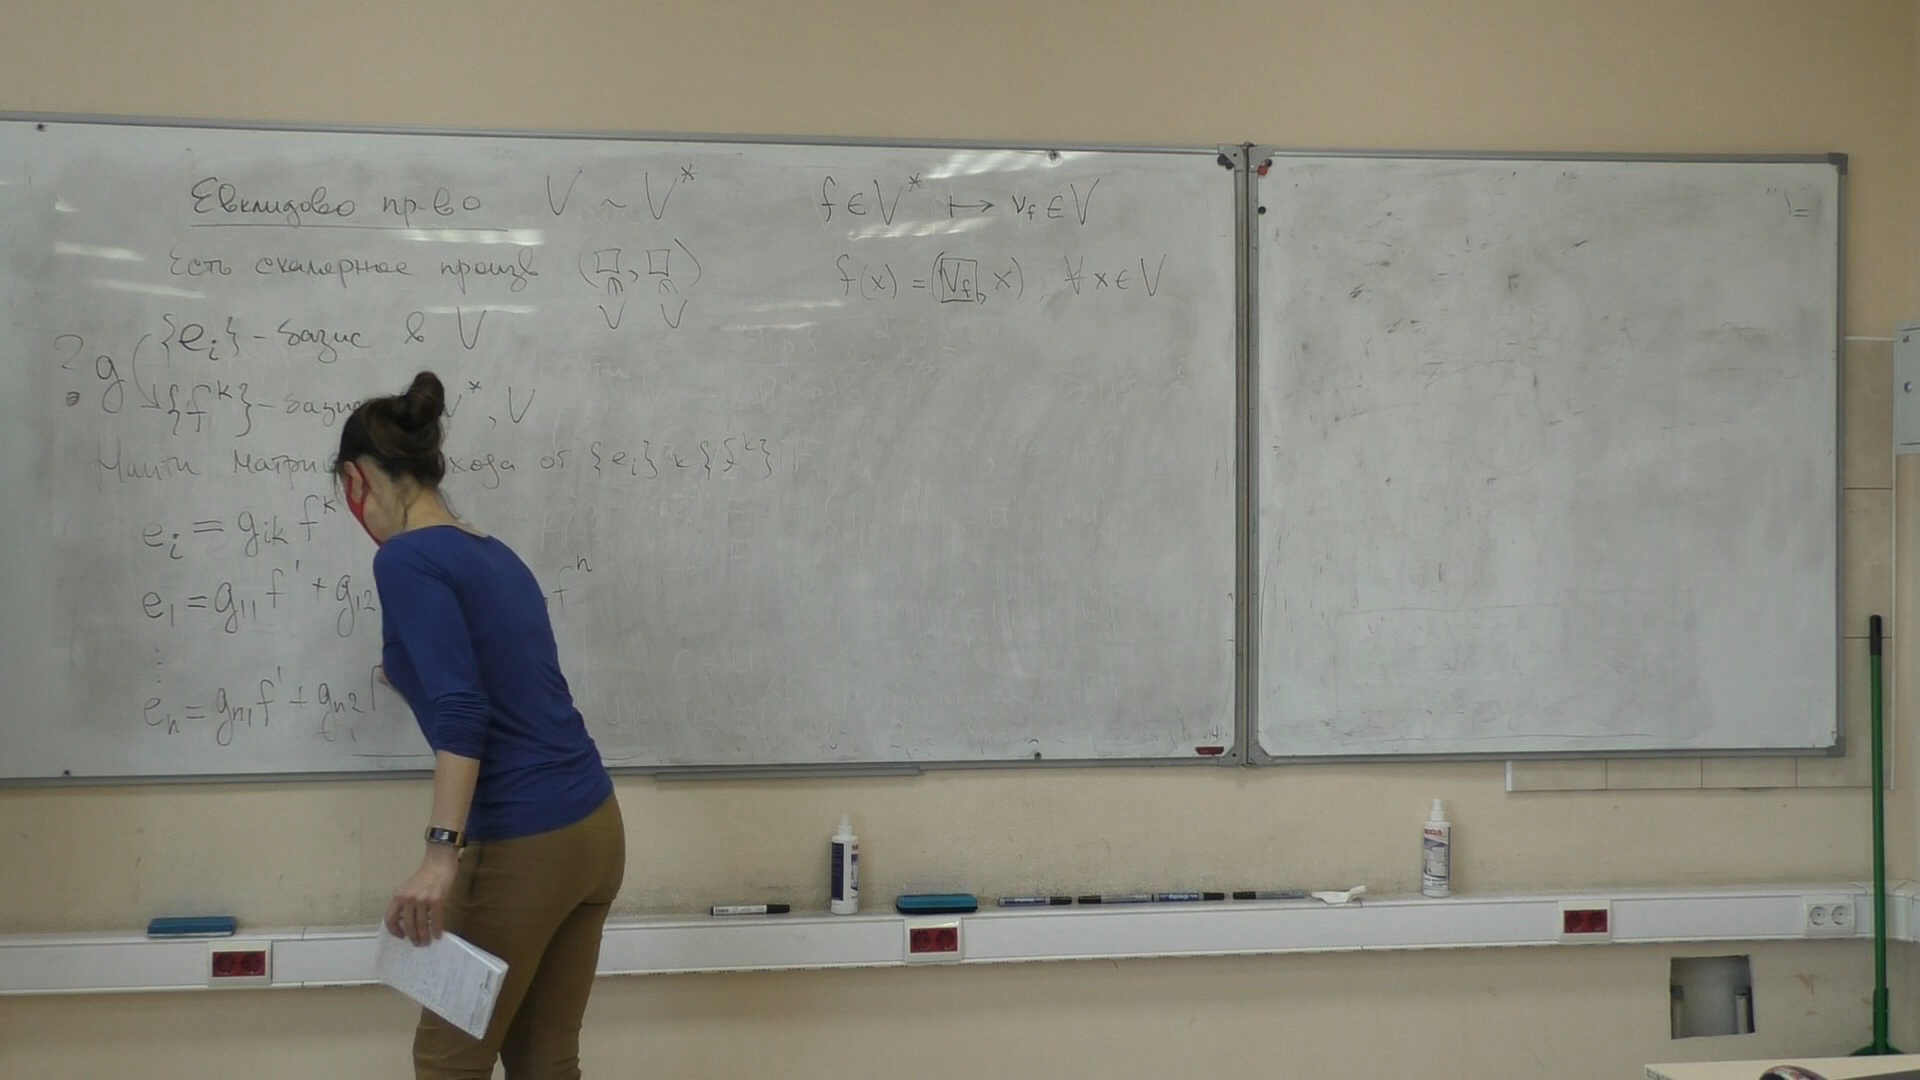 Евклидово пр-во V ~ V*
Есть скалярное произв (□, □)
V V
{e_i} - базис в V
? g
{f^k} - базис V*, V
Найти матри хода от {e_i} к {f^k}
e_i = g_ik f^k
e_1 = g_11 f^1 + g_12 f^n
⋮
e_n = g_n1 f^1 + g_n2 f
f ∈ V* ↦ v_f ∈ V
f(x) = (v_f, x) ∀ x ∈ V